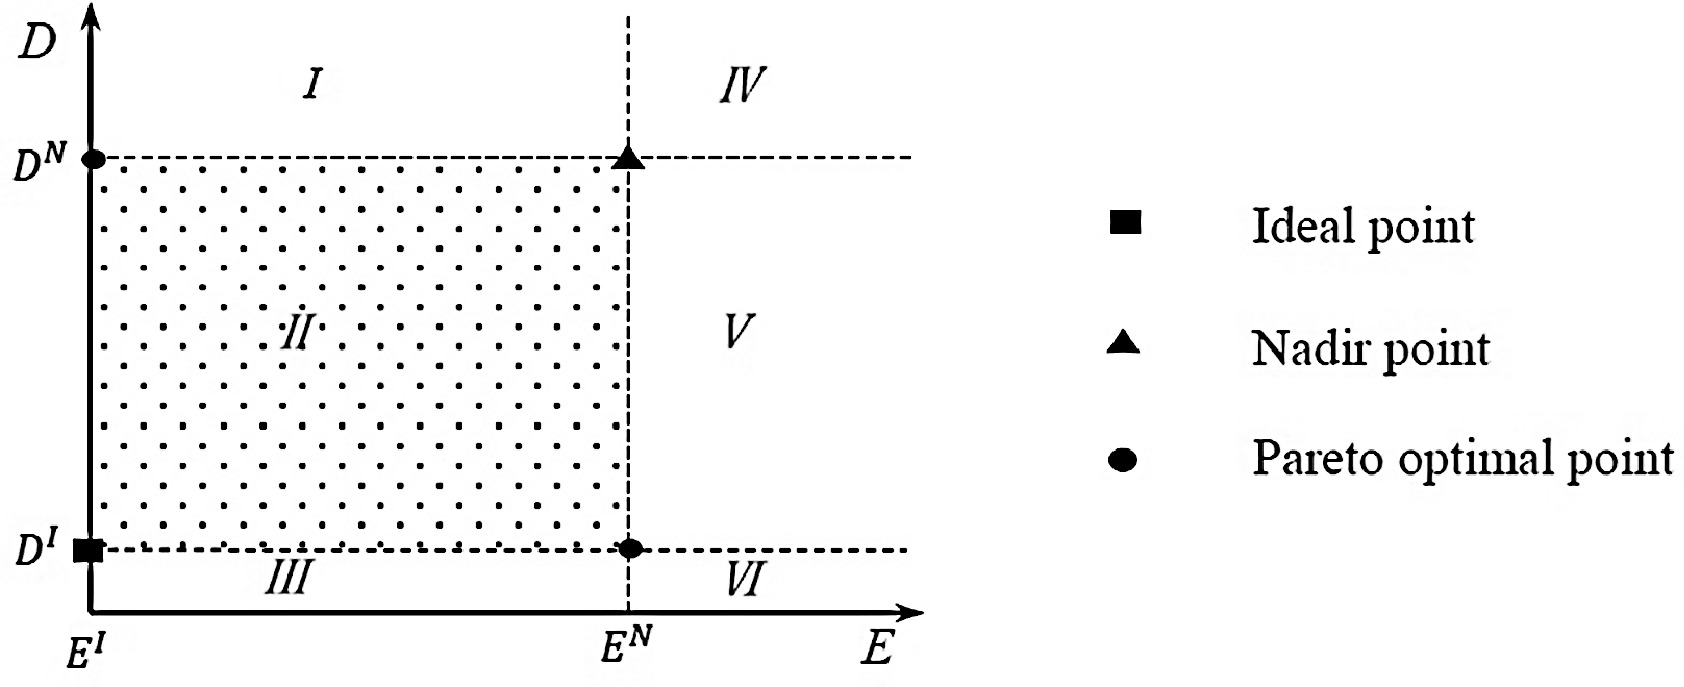 D
I
IV
D^N
Ideal point
II
V
Nadir point
Pareto optimal point
D^I
III
VI
E^I
E^N
E